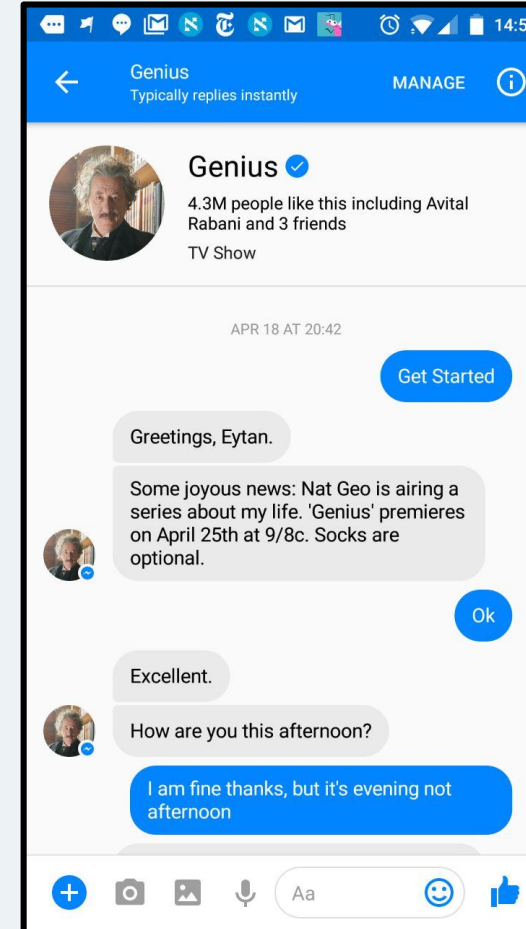 14:5
Genius
Typically replies instantly
MANAGE
Genius
4.3M people like this including Avital
Rabani and 3 friends
TV Show
APR 18 AT 20:42
Get Started
Greetings, Eytan.
Some joyous news: Nat Geo is airing a
series about my life. 'Genius' premieres
on April 25th at 9/8c. Socks are
optional.
Ok
Excellent.
How are you this afternoon?
I am fine thanks, but it's evening not
afternoon
Aa